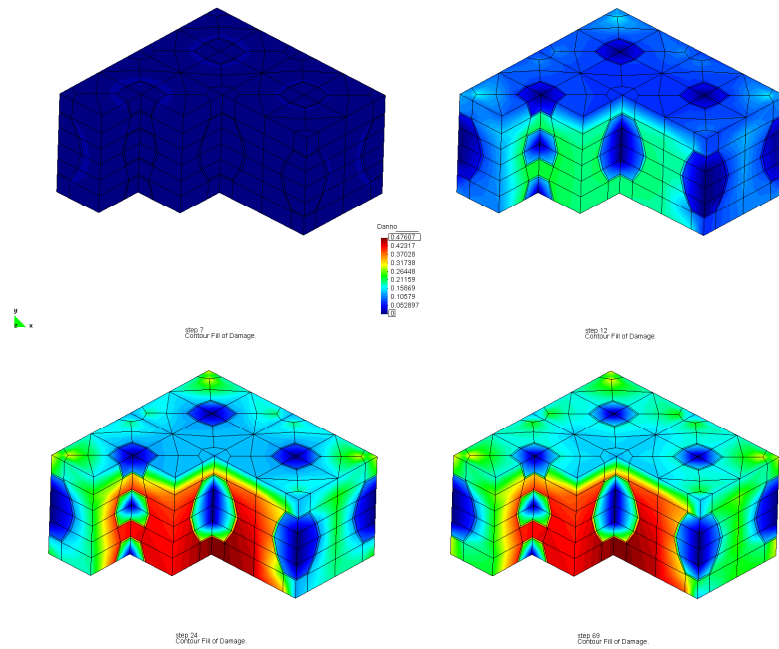 Danno
0.47607
0.42317
0.37028
0.31738
0.26448
0.21159
0.15869
0.10579
0.052897
0
y
z x
step 7
Contour Fill of Damage.
step 12
Contour Fill of Damage.
step 24
Contour Fill of Damage.
step 69
Contour Fill of Damage.